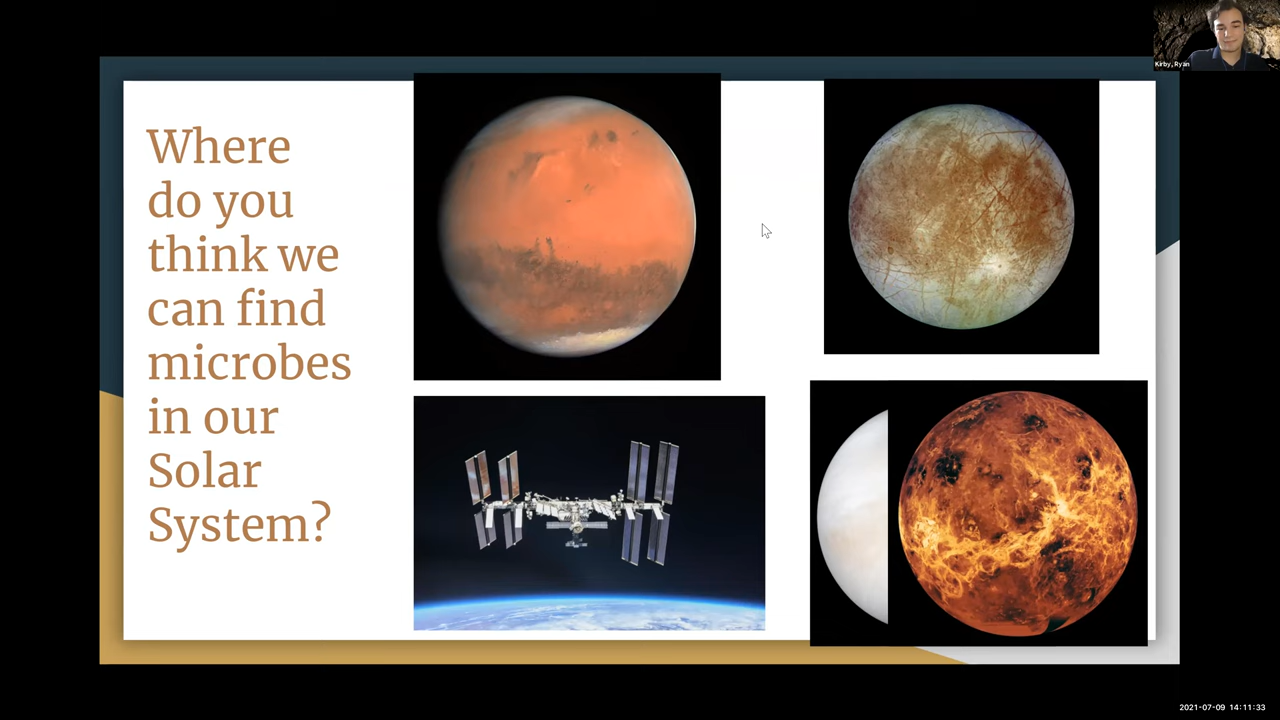 Where
do you
think we
can find
microbes
in our
Solar
System?
Kirby, Ryan
2021-07-09 14:11:33